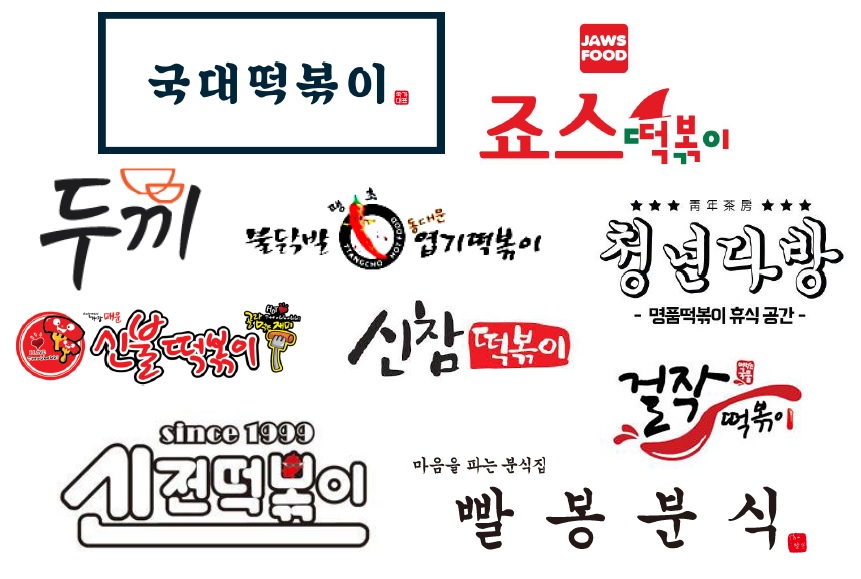 국대떡볶이
JAWS
FOOD
죠스떡볶이
두끼
땡초
불닭발
동대문
엽기떡볶이
HOT FOOD
TTANGCHO
★★★ 靑年茶房 ★★★
청년다방
- 명품떡볶이 휴식 공간 -
매운
신불떡볶이
신참떡볶이
걸작떡볶이
since 1999
신전떡볶이
마음을 파는 분식집
빨봉분식